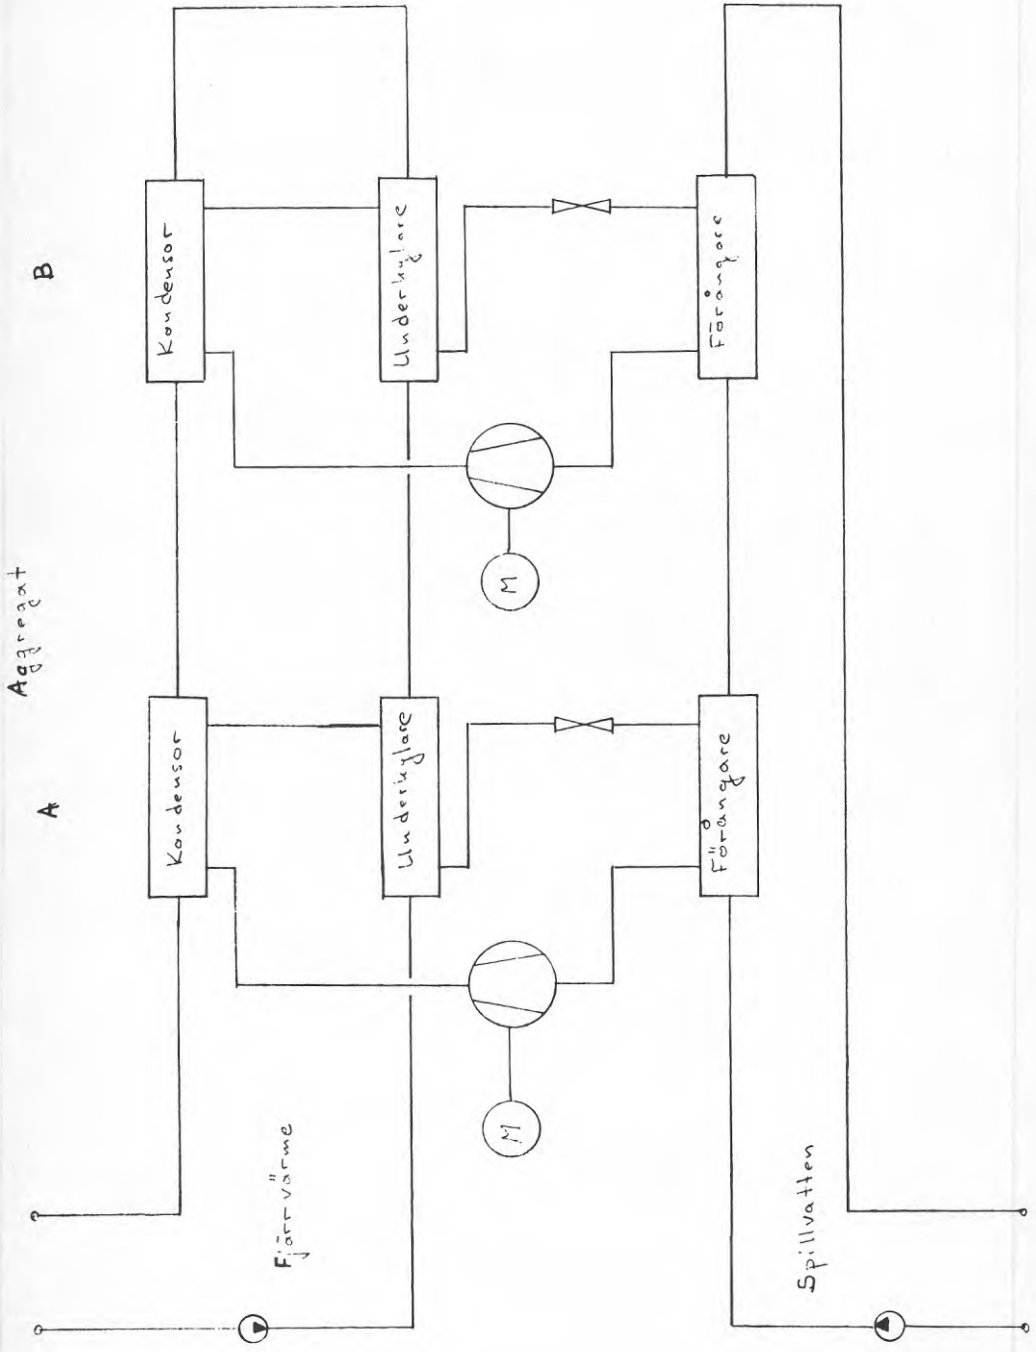 Aggregat
A
B
Kondensor
Kondensor
Underkylare
Underkylare
M
M
Förångare
Förångare
Fjärrvärme
Spillvatten